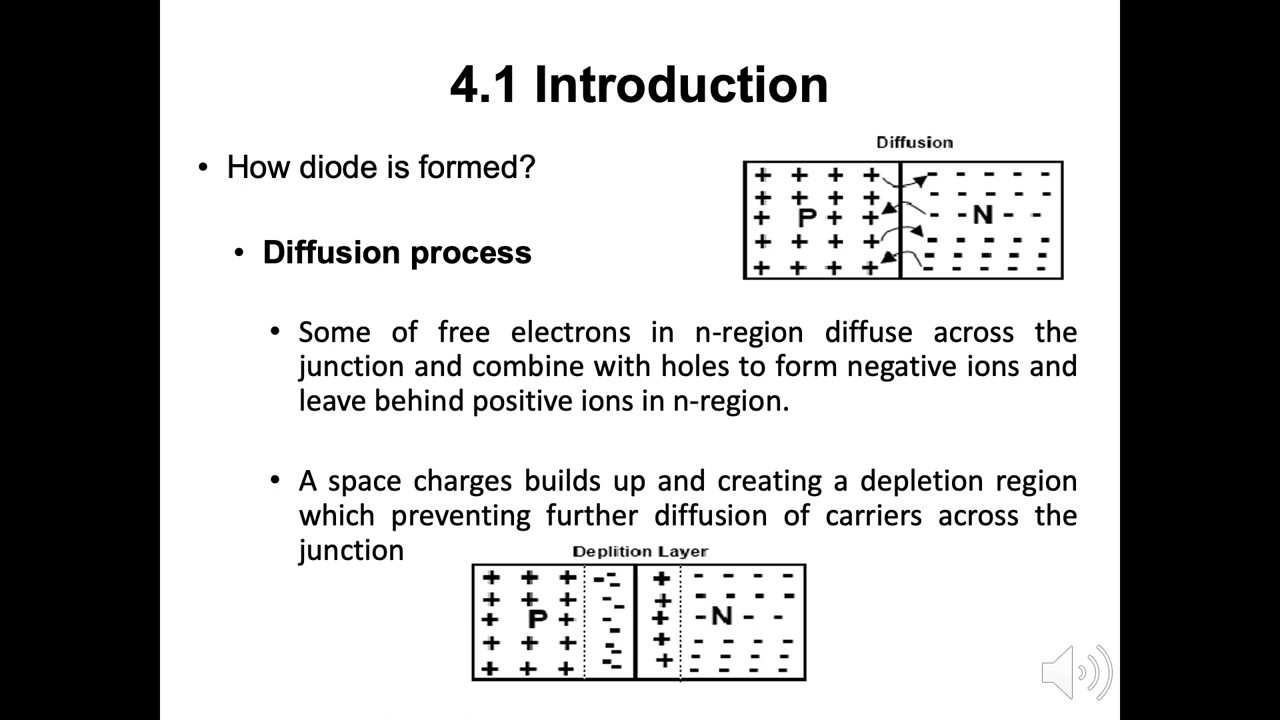 4.1 Introduction
• How diode is formed?
Diffusion
+ + + + - - - - -
+ + + + - - - - -
+ P + + - - N - -
+ + + + - - - - -
+ + + + - - - - -
- - - - -
• Diffusion process
• Some of free electrons in n-region diffuse across the
junction and combine with holes to form negative ions and
leave behind positive ions in n-region.
• A space charges builds up and creating a depletion region
which preventing further diffusion of carriers across the
junction
Deplition Layer
+ + + - - + - - - -
+ + + - - + - - - -
+ P + - + - N - -
+ + + - - + - - - -
+ + + - - + - - - -
- - - -